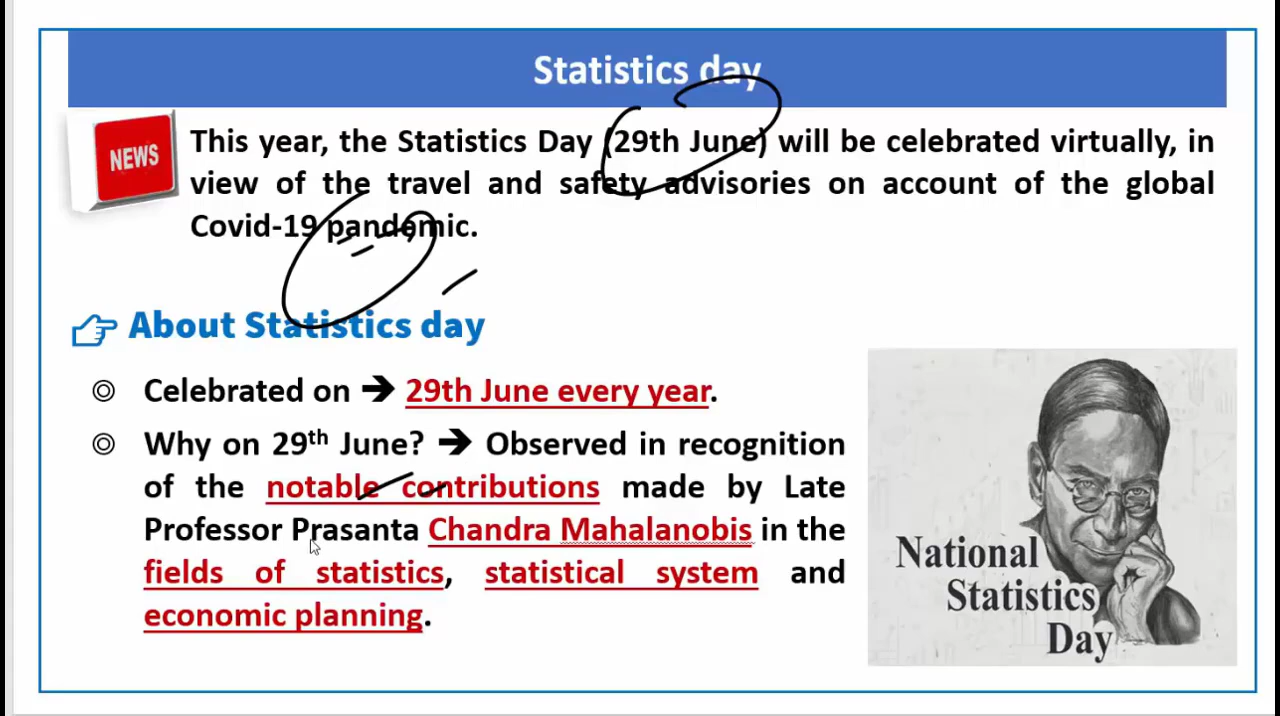 Statistics day
NEWS
This year, the Statistics Day (29th June) will be celebrated virtually, in
view of the travel and safety advisories on account of the global
Covid-19 pandemic.
About Statistics day
Celebrated on ➔ 29th June every year.
Why on 29th June? ➔ Observed in recognition
of the notable contributions made by Late
Professor Prasanta Chandra Mahalanobis in the
fields of statistics, statistical system and
economic planning.
National
Statistics
Day